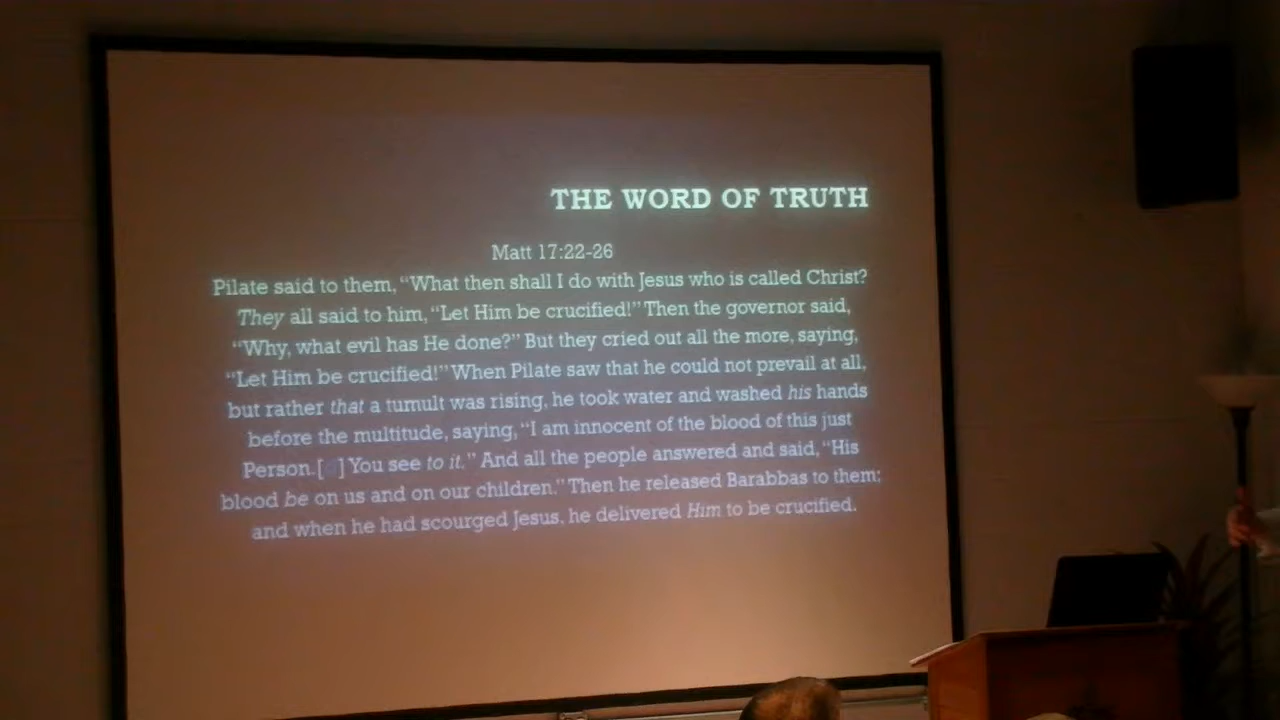 THE WORD OF TRUTH
Matt 17:22-26
Pilate said to them, “What then shall I do with Jesus who is called Christ?
They all said to him, “Let Him be crucified!” Then the governor said,
“Why, what evil has He done?” But they cried out all the more, saying,
“Let Him be crucified!” When Pilate saw that he could not prevail at all,
but rather that a tumult was rising, he took water and washed his hands
before the multitude, saying, “I am innocent of the blood of this just
Person.[ ] You see to it.” And all the people answered and said, “His
blood be on us and on our children.” Then he released Barabbas to them;
and when he had scourged Jesus, he delivered Him to be crucified.